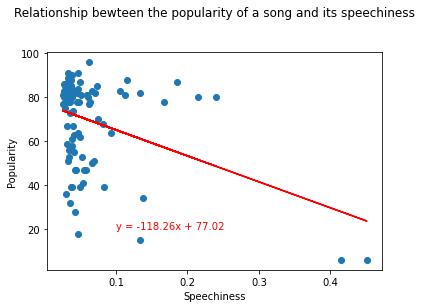 Relationship bewteen the popularity of a song and its speechiness
100
80
60
40
20
Popularity
y = -118.26x + 77.02
0.1
0.2
0.3
0.4
Speechiness